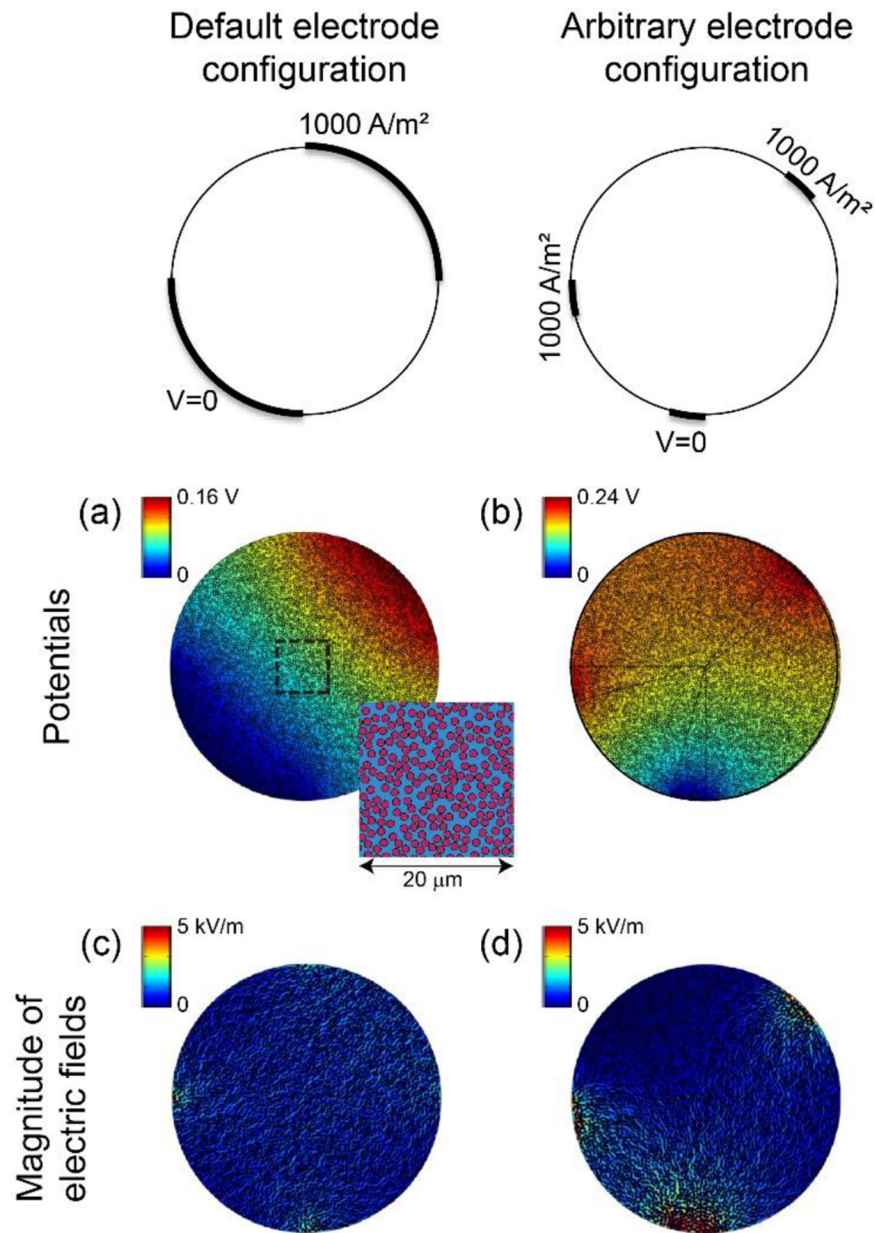 Default electrode
configuration
Arbitrary electrode
configuration
1000 A/m²
V=0
1000 A/m²
1000 A/m²
V=0
Potentials
(a)
0.16 V
0
(b)
0.24 V
0
20 μm
Magnitude of
electric fields
(c)
5 kV/m
0
(d)
5 kV/m
0